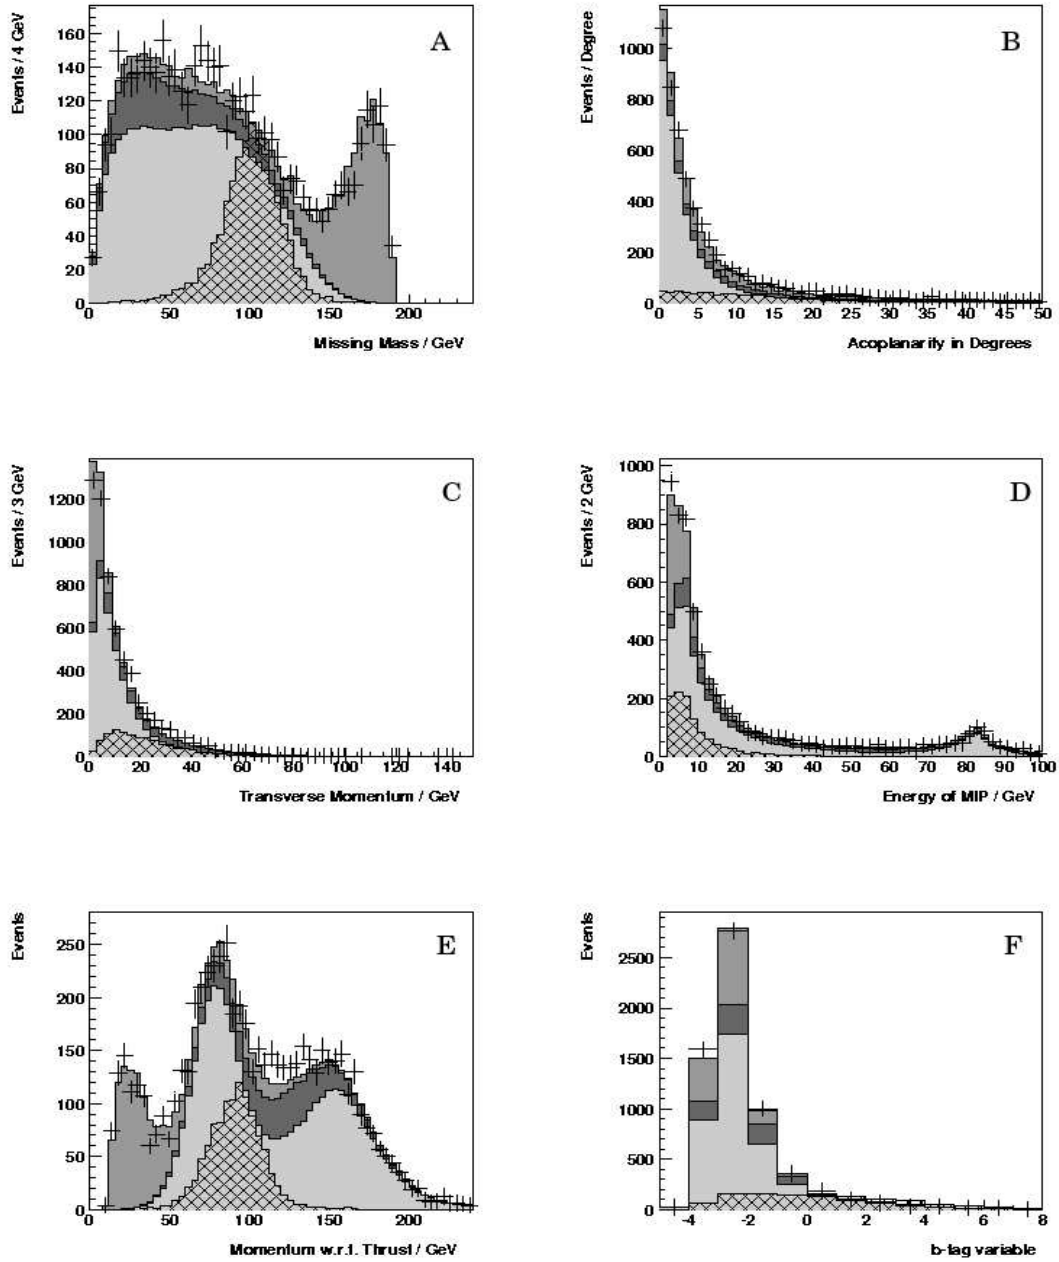 Events / 4 GeV
A
160
140
120
100
80
60
40
20
0
0 50 100 150 200
Missing Mass / GeV
Events / Degree
B
1000
800
600
400
200
0
0 5 10 15 20 25 30 35 40 45 50
Acoplanarity in Degrees
Events / 3 GeV
C
1200
1000
800
600
400
200
0
0 20 40 60 80 100 120 140
Transverse Momentum / GeV
Events / 2 GeV
D
1000
800
600
400
200
0
0 10 20 30 40 50 60 70 80 90 100
Energy of MIP / GeV
Events
E
250
200
150
100
50
0
0 50 100 150 200
Momentum w.r.t. Thrust / GeV
Events
F
2500
2000
1500
1000
500
0
-4 -2 0 2 4 6 8
b-tag variable